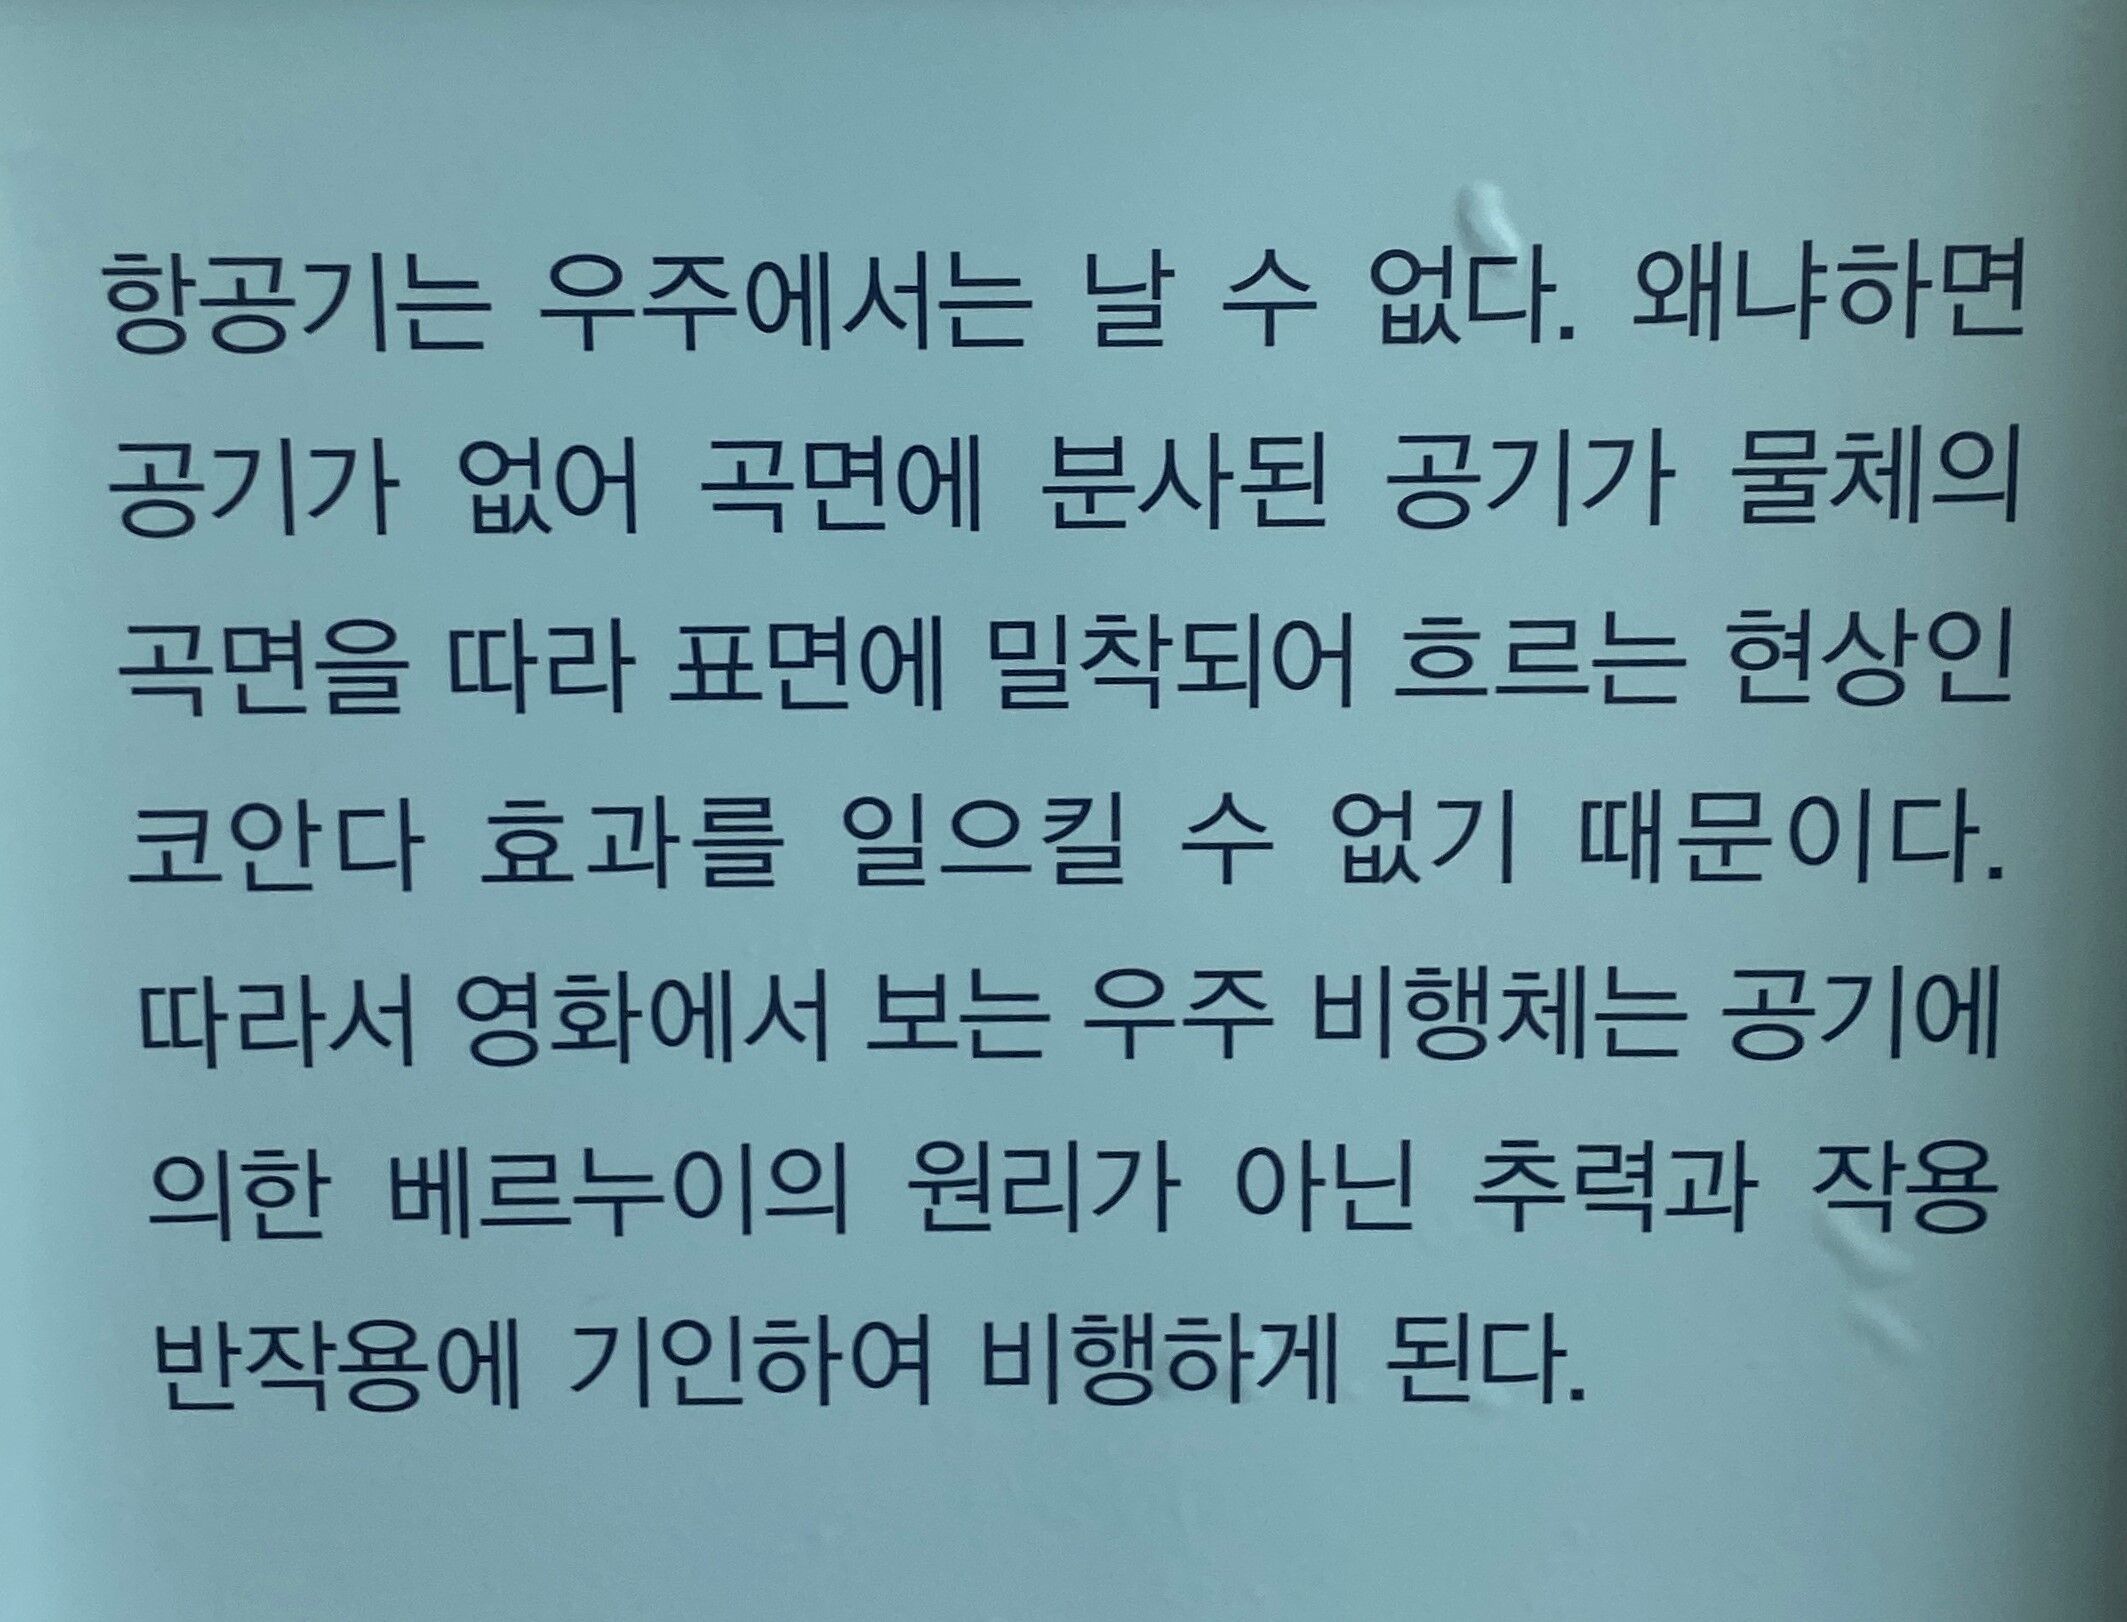 항공기는 우주에서는 날 수 없다. 왜냐하면
공기가 없어 곡면에 분사된 공기가 물체의
곡면을 따라 표면에 밀착되어 흐르는 현상인
코안다 효과를 일으킬 수 없기 때문이다.
따라서 영화에서 보는 우주 비행체는 공기에
의한 베르누이의 원리가 아닌 추력과 작용
반작용에 기인하여 비행하게 된다.